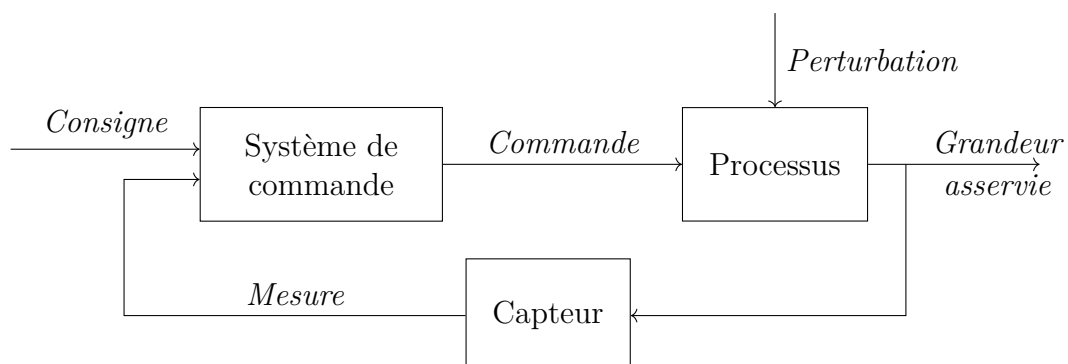 Perturbation
Consigne
Système de
commande
Commande
Processus
Grandeur
asservie
Mesure
Capteur